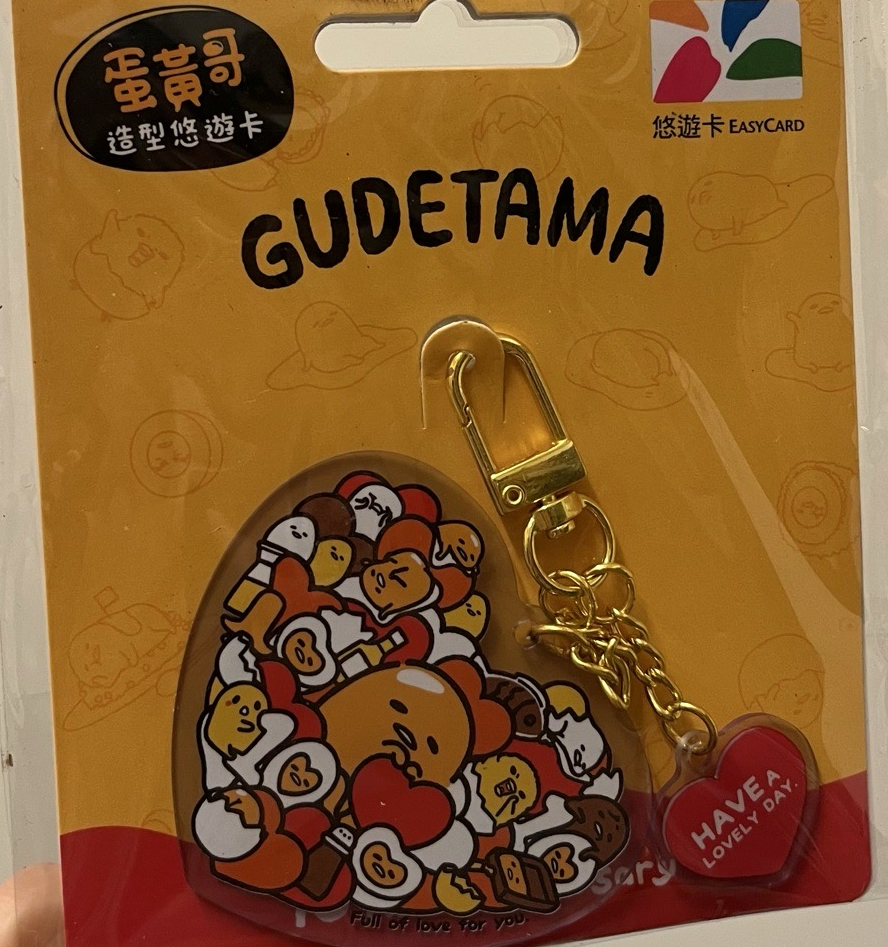 蛋黃哥
造型悠遊卡
悠遊卡 EASYCARD
GUDETAMA
HAVE A
LOVELY DAY.
sary
Full of love for you.